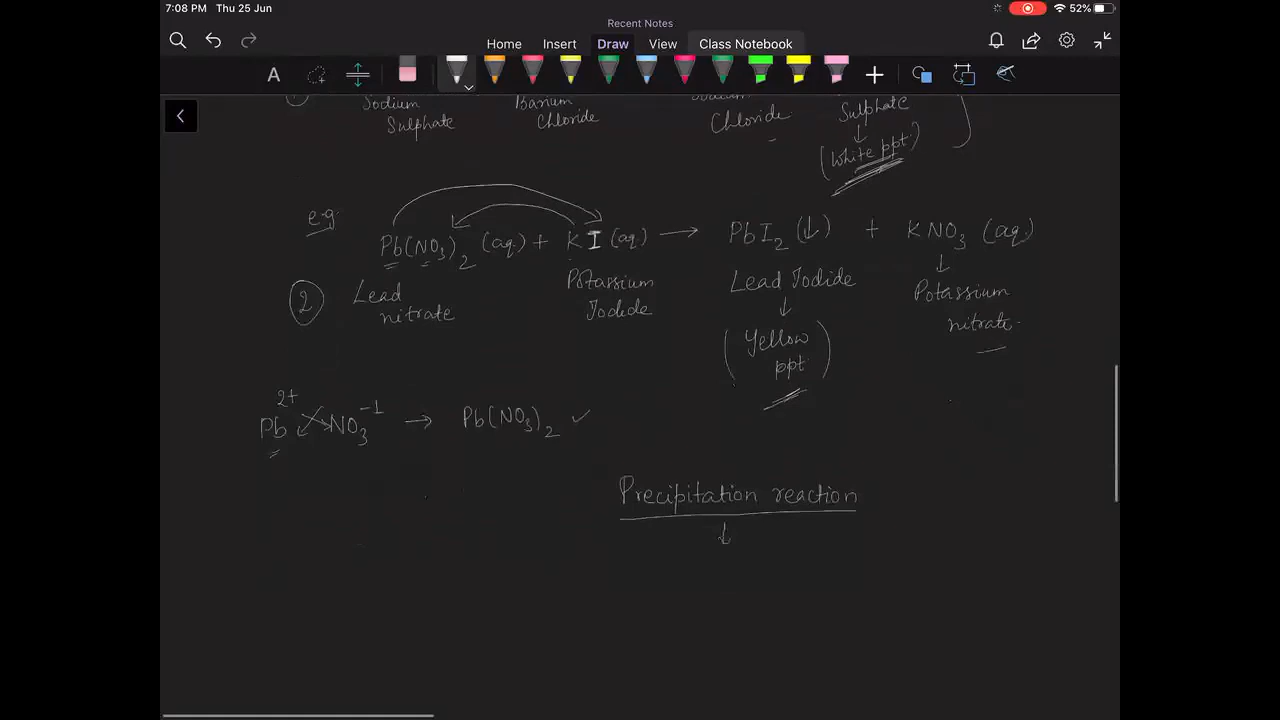 7:08 PM Thu 25 Jun
52%
Recent Notes
Home Insert Draw View Class Notebook
A
Sodium Barium Sulphate
Sulphate Chloride Chloride
(White ppt)
e.g.
Pb(NO3)2 (aq) + KI (aq) → PbI2 (↓) + KNO3 (aq)
2 Lead nitrate Potassium Iodide Lead Iodide Potassium nitrate
(Yellow ppt)
Pb 2+ NO3 -1 → Pb(NO3)2 ✓
Precipitation reaction
↓